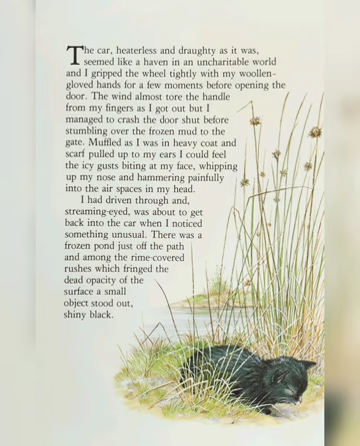 The car, heaterless and draughty as it was,
seemed like a haven in an uncharitable world
and I gripped the wheel tightly with my woollen-
gloved hands for a few moments before opening the
door. The wind almost tore the handle
from my fingers as I got out but I
managed to crash the door shut before
stumbling over the frozen mud to the
gate. Muffled as I was in heavy coat and
scarf pulled up to my ears I could feel
the icy gusts biting at my face, whipping
up my nose and hammering painfully
into the air spaces in my head.
I had driven through and,
streaming-eyed, was about to get
back into the car when I noticed
something unusual. There was a
frozen pond just off the path
and among the rime-covered
rushes which fringed the
dead opacity of the
surface a small
object stood out,
shiny black.